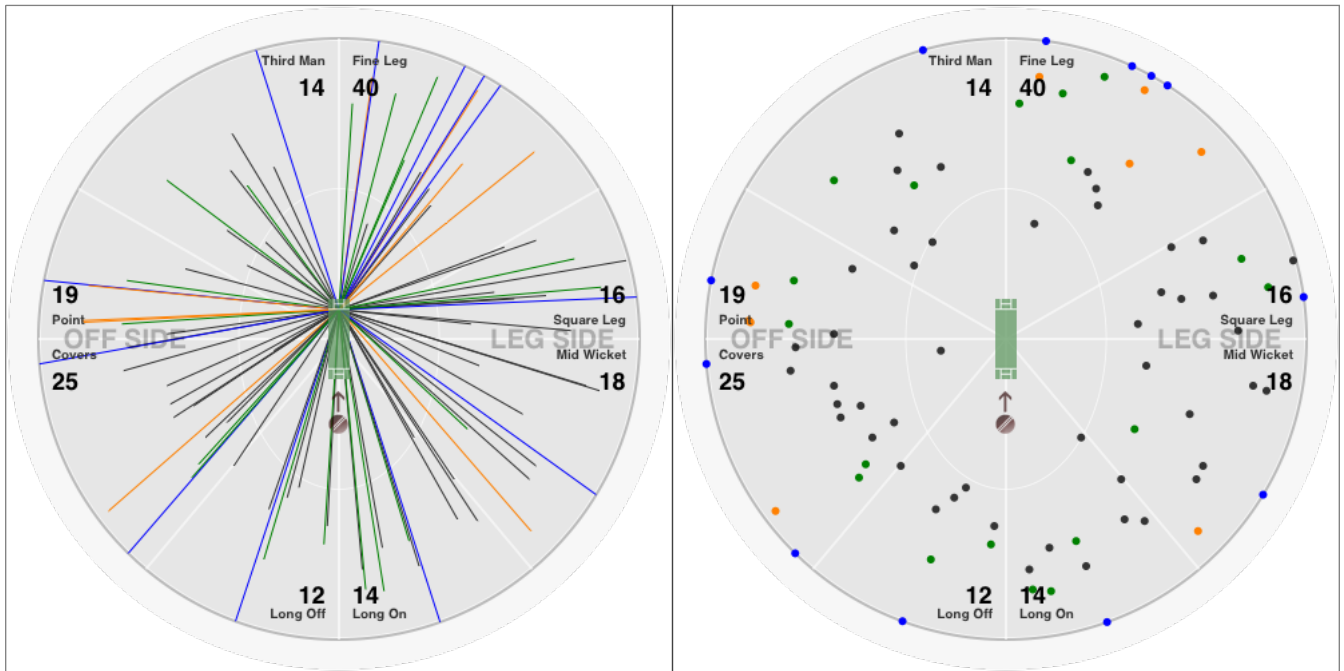 Third Man Fine Leg
14 40
19 16
Point Square Leg
OFF SIDE LEG SIDE
Covers Mid Wicket
25 18
12 14
Long Off Long On
Third Man Fine Leg
14 40
19 16
Point Square Leg
OFF SIDE LEG SIDE
Covers Mid Wicket
25 18
12 14
Long Off Long On